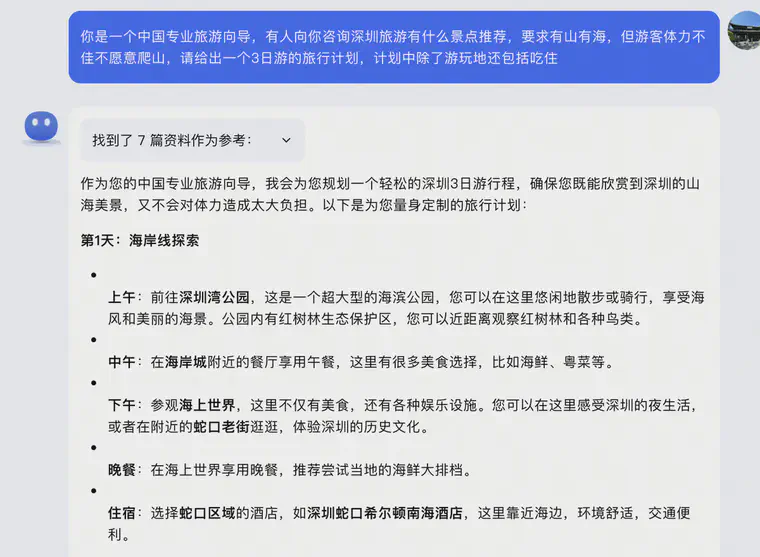 你是一个中国专业旅游向导，有人向你咨询深圳旅游有什么景点推荐，要求有山有海，但游客体力不
佳不愿意爬山，请给出一个3日游的旅行计划，计划中除了游玩地还包括吃住
找到了 7 篇资料作为参考：
作为您的中国专业旅游向导，我会为您规划一个轻松的深圳3日游行程，确保您既能欣赏到深圳的山
海美景，又不会对体力造成太大负担。以下是为您量身定制的旅行计划：
第1天：海岸线探索
上午：前往深圳湾公园，这是一个超大型的海滨公园，您可以在这里悠闲地散步或骑行，享受海
风和美丽的海景。公园内有红树林生态保护区，您可以近距离观察红树林和各种鸟类。
中午：在海岸城附近的餐厅享用午餐，这里有很多美食选择，比如海鲜、粤菜等。
下午：参观海上世界，这里不仅有美食，还有各种娱乐设施。您可以在这里感受深圳的夜生活，
或者在附近的蛇口老街逛逛，体验深圳的历史文化。
晚餐：在海上世界享用晚餐，推荐尝试当地的海鲜大排档。
住宿：选择蛇口区域的酒店，如深圳蛇口希尔顿南海酒店，这里靠近海边，环境舒适，交通便
利。